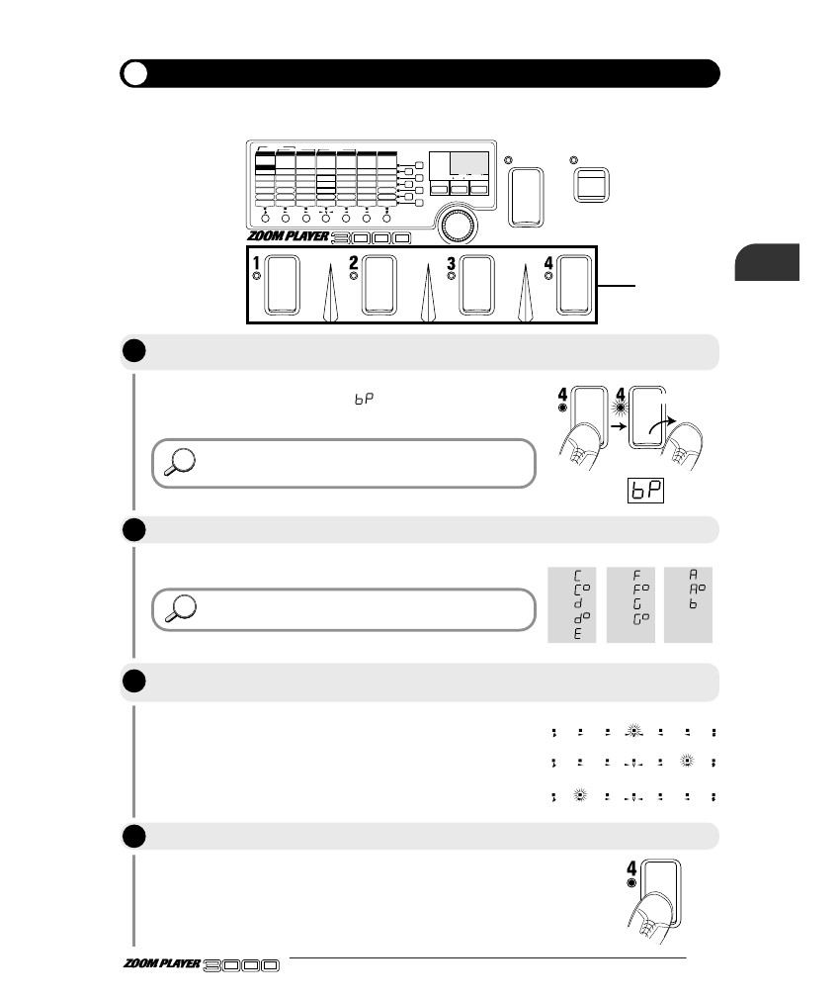 ZOOM PLAYER 3000
1 2 3 4
bP
4 4
bP
C F A
C° F° A°
d G b
d° G°
E
4
ZOOM PLAYER 3000